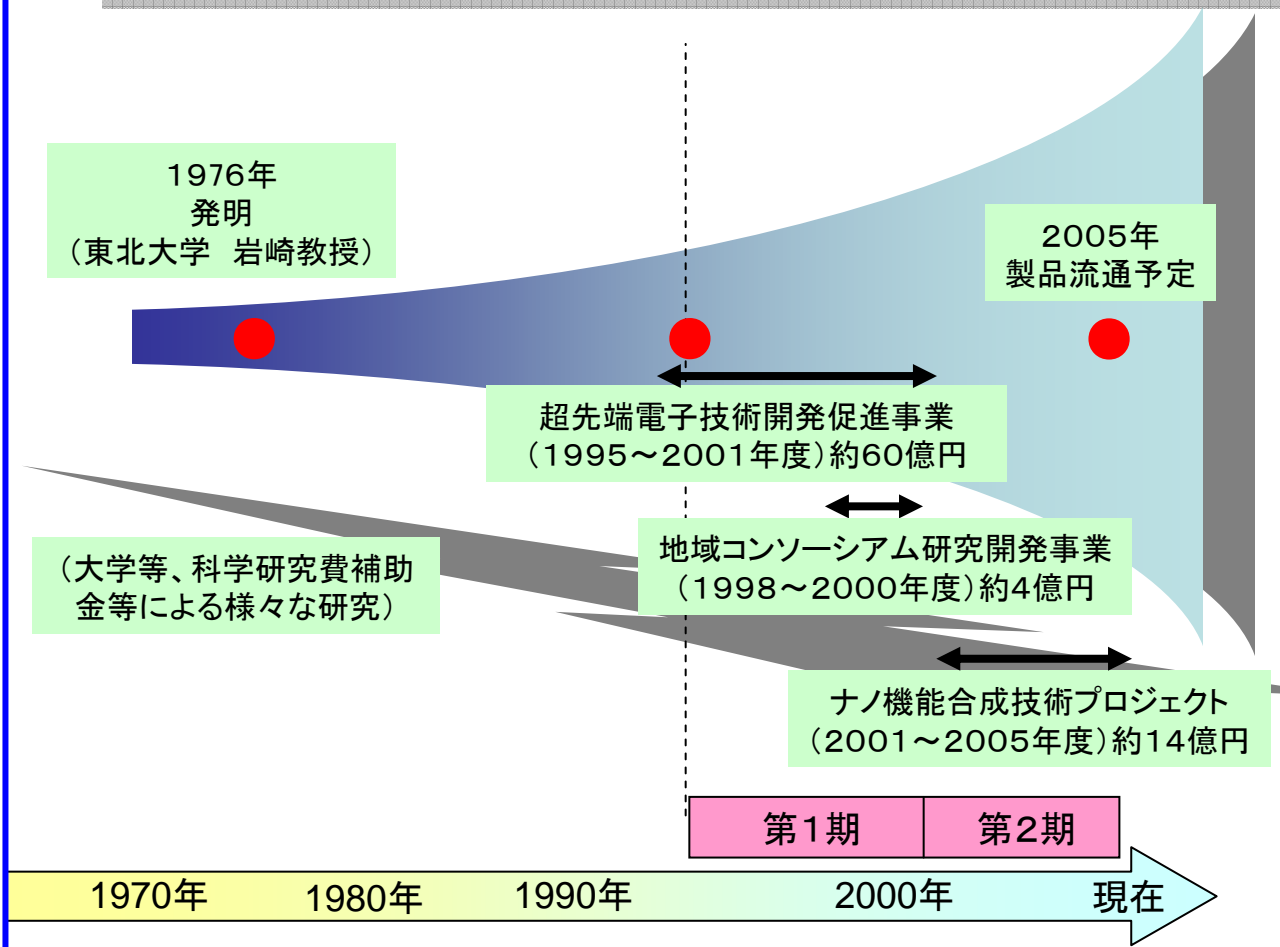 1976年
発明
(東北大学 岩崎教授)
2005年
製品流通予定
超先端電子技術開発促進事業
(1995~2001年度)約60億円
地域コンソーシアム研究開発事業
(1998~2000年度)約4億円
(大学等、科学研究費補助
金等による様々な研究)
ナノ機能合成技術プロジェクト
(2001~2005年度)約14億円
第1期
第2期
1970年
1980年
1990年
2000年
現在